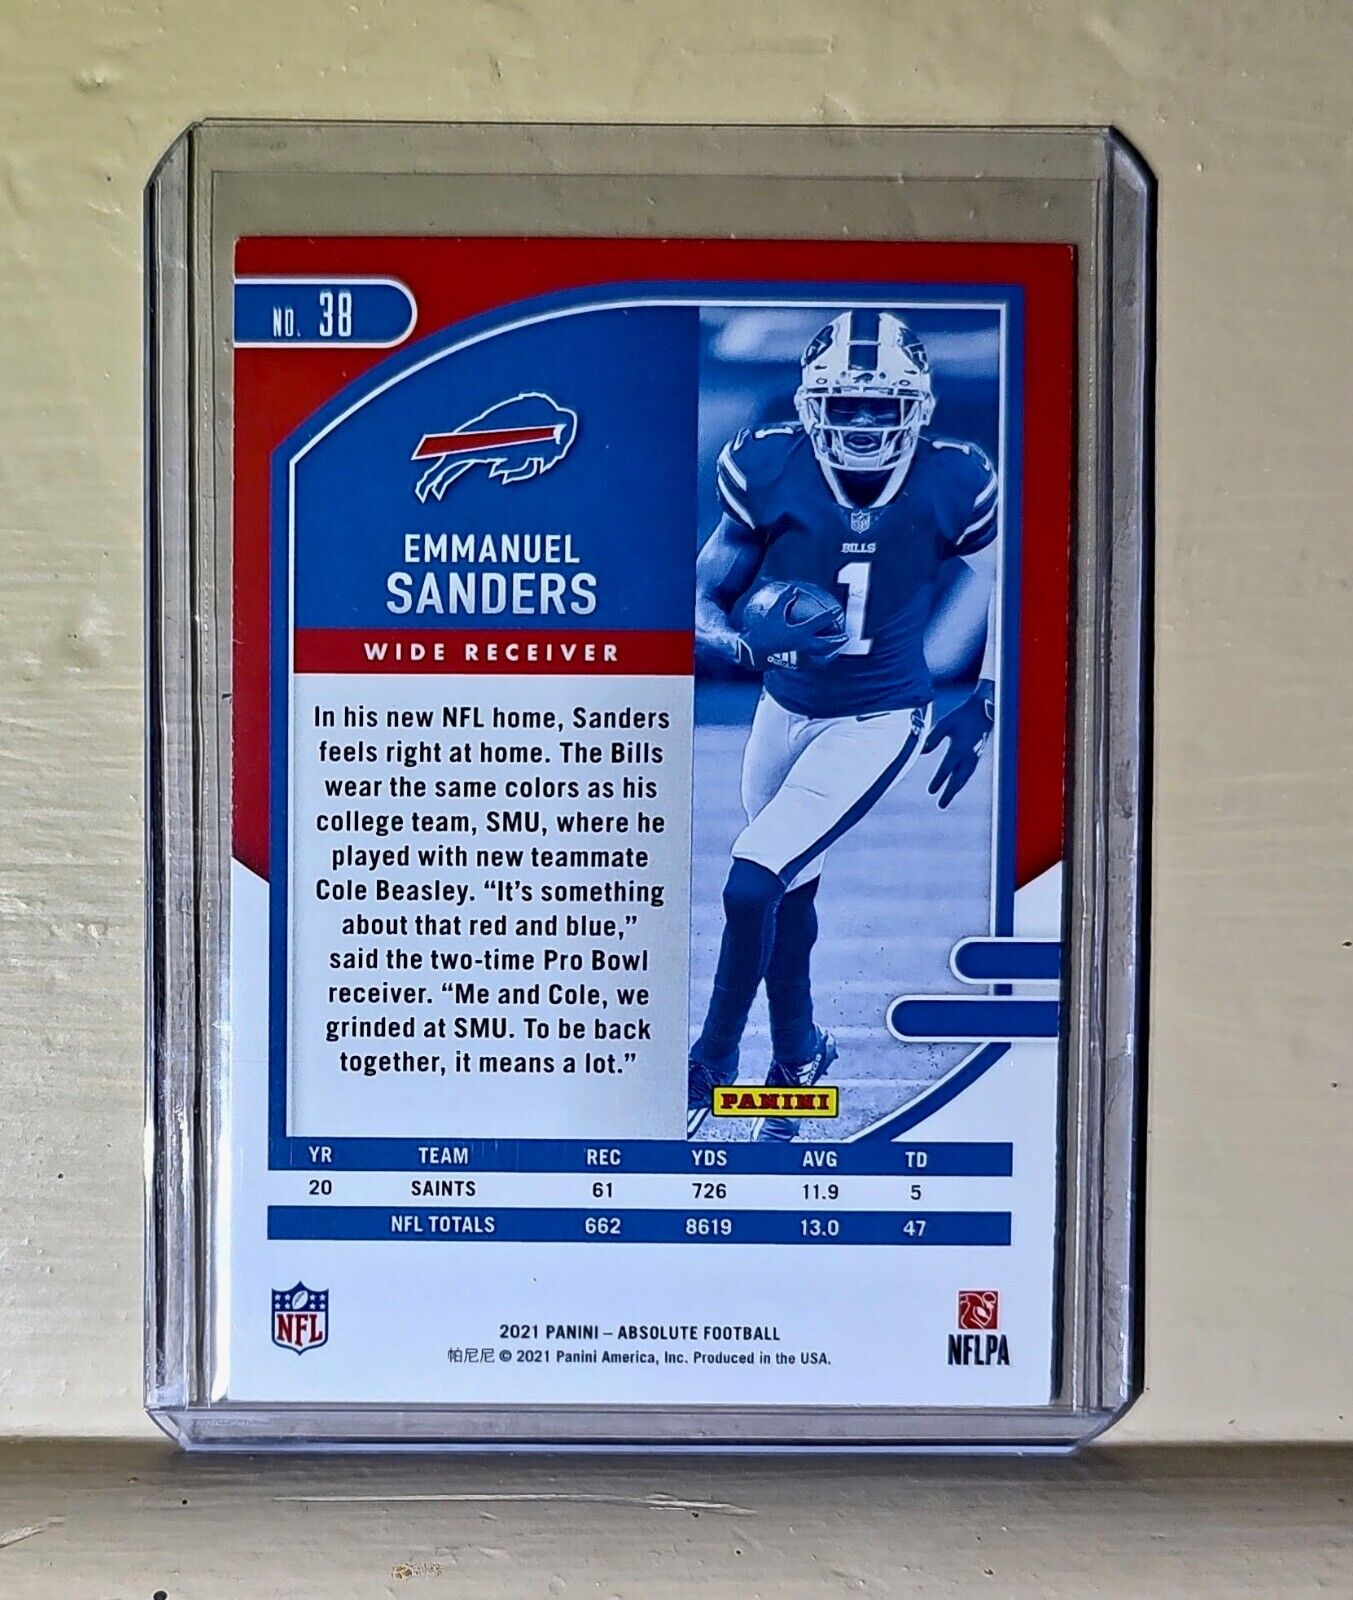 NO. 38
EMMANUEL
SANDERS
WIDE RECEIVER
In his new NFL home, Sanders
feels right at home. The Bills
wear the same colors as his
college team, SMU, where he
played with new teammate
Cole Beasley. “It’s something
about that red and blue,”
said the two-time Pro Bowl
receiver. “Me and Cole, we
grinded at SMU. To be back
together, it means a lot.”
1
1
BILLS
1
adidas
PANINI
YR TEAM REC YDS AVG TD
20 SAINTS 61 726 11.9 5
NFL TOTALS 662 8619 13.0 47
NFL
2021 PANINI – ABSOLUTE FOOTBALL
帕尼尼 © 2021 Panini America, Inc. Produced in the USA.
NFLPA